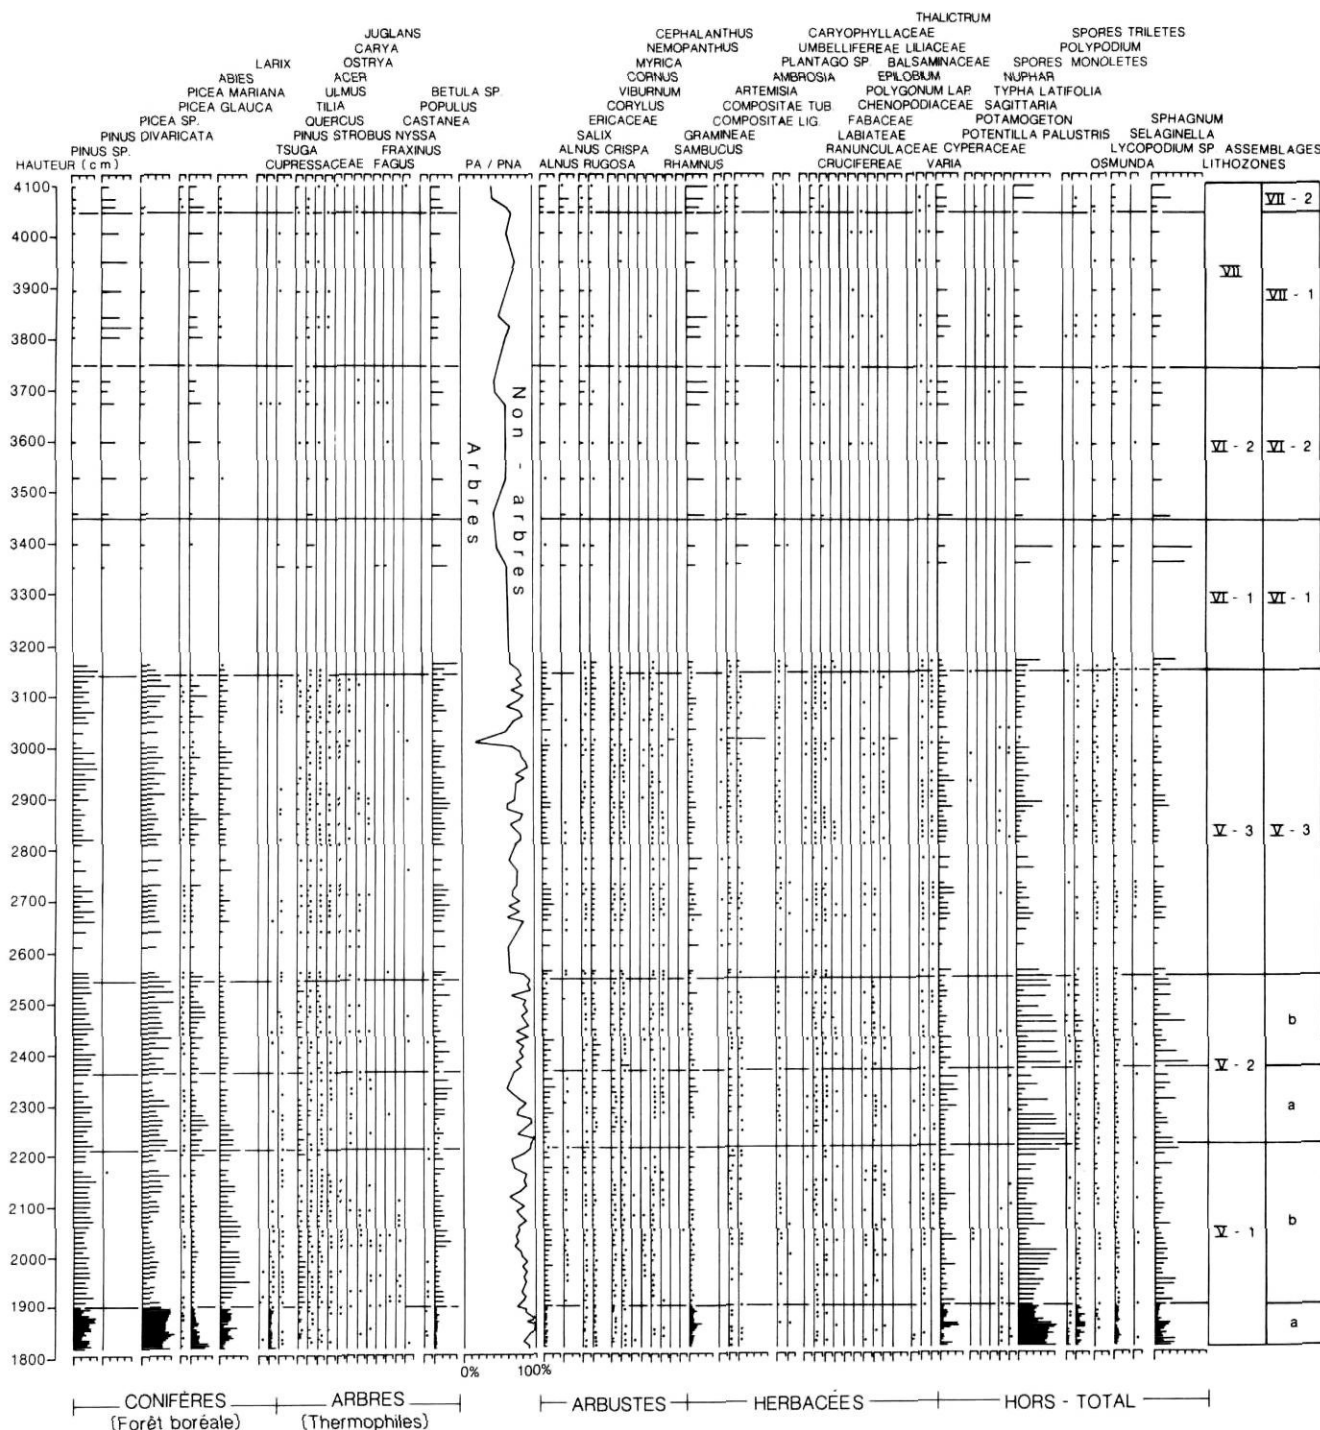 THALICTRUM
JUGLANS CEPHALANTHUS CARYOPHYLLACEAE SPORES TRILETES
CARYA NEMOPANTHUS UMBELLIFEREAE LILIACEAE POLYPODIUM
LARIX OSTRYA MYRICA PLANTAGO SP. BALSAMINACEAE SPORES MONOLETES
ABIES ACER CORNUS AMBROSIA EPILOBIUM NUPHAR
PICEA MARIANA ULMUS BETULA SP. VIBURNUM ARTEMISIA POLYGONUM LAP. TYPHA LATIFOLIA
PICEA GLAUCA TILIA POPULUS CORYLUS COMPOSITAE TUB. CHENOPODIACEAE SAGITTARIA
PICEA SP. QUERCUS CASTANEA ERICACEAE COMPOSITAE LIG. FABACEAE POTAMOGETON SPHAGNUM
PINUS DIVARICATA PINUS STROBUS NYSSA SALIX GRAMINEAE LABIATEAE POTENTILLA PALUSTRIS SELAGINELLA
PINUS SP. TSUGA FRAXINUS ALNUS CRISPA SAMBUCUS RANUNCULACEAE CYPERACEAE LYCOPODIUM SP ASSEMBLAGES
HAUTEUR (cm) CUPRESSACEAE FAGUS PA / PNA ALNUS RUGOSA RHAMNUS CRUCIFEREAE VARIA OSMUNDA LITHOZONES
4100
VII - 2
4000
VII
3900
VII - 1
3800
3700
Arbres
Non - arbres
3600
VI - 2 VI - 2
3500
3400
3300
VI - 1 VI - 1
3200
3100
3000
2900
V - 3 V - 3
2800
2700
2600
2500
b
2400
V - 2
2300
a
2200
2100
b
V - 1
2000
1900
a
1800
0% 100%
CONIFÈRES ARBRES ARBUSTES HERBACÉES HORS - TOTAL
(Forêt boréale) (Thermophiles)